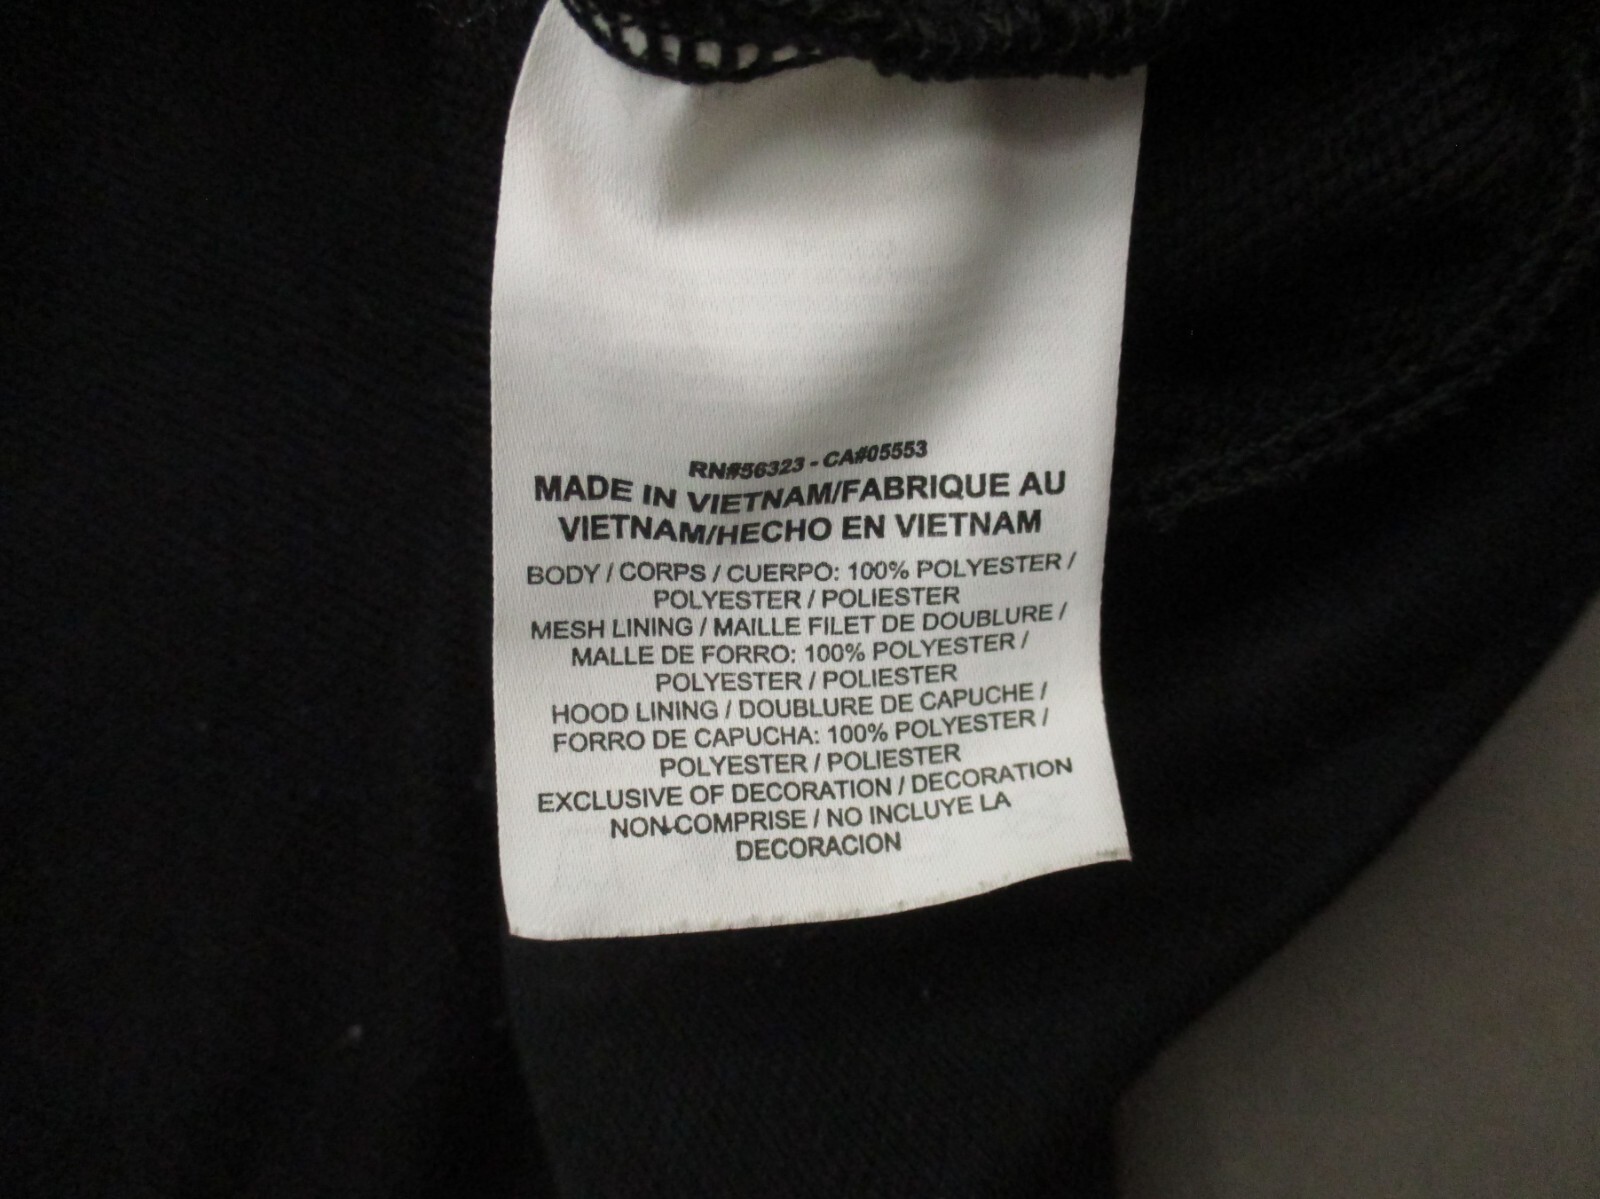 RN#56323 - CA#05553
MADE IN VIETNAM/FABRIQUE AU
VIETNAM/HECHO EN VIETNAM
BODY / CORPS / CUERPO: 100% POLYESTER /
POLYESTER / POLIESTER
MESH LINING / MAILLE FILET DE DOUBLURE /
MALLE DE FORRO: 100% POLYESTER /
POLYESTER / POLIESTER
HOOD LINING / DOUBLURE DE CAPUCHE /
FORRO DE CAPUCHA: 100% POLYESTER /
POLYESTER / POLIESTER
EXCLUSIVE OF DECORATION / DECORATION
NON-COMPRISE / NO INCLUYE LA
DECORACION